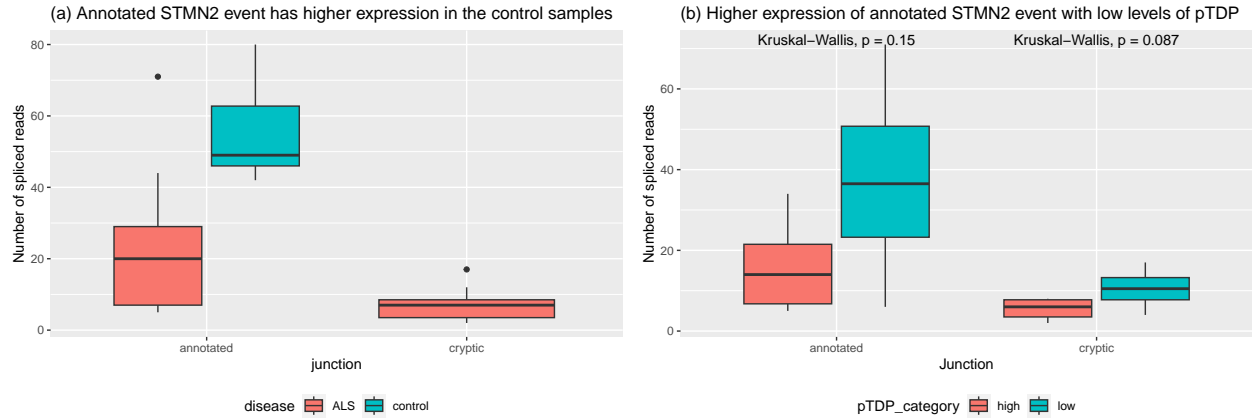 (a) Annotated STMN2 event has higher expression in the control samples
Number of spliced reads
80
60
40
20
0
annotated cryptic
junction
disease ALS control
(b) Higher expression of annotated STMN2 event with low levels of pTDP
Kruskal−Wallis, p = 0.15 Kruskal−Wallis, p = 0.087
Number of spliced reads
60
40
20
0
annotated cryptic
Junction
pTDP_category high low